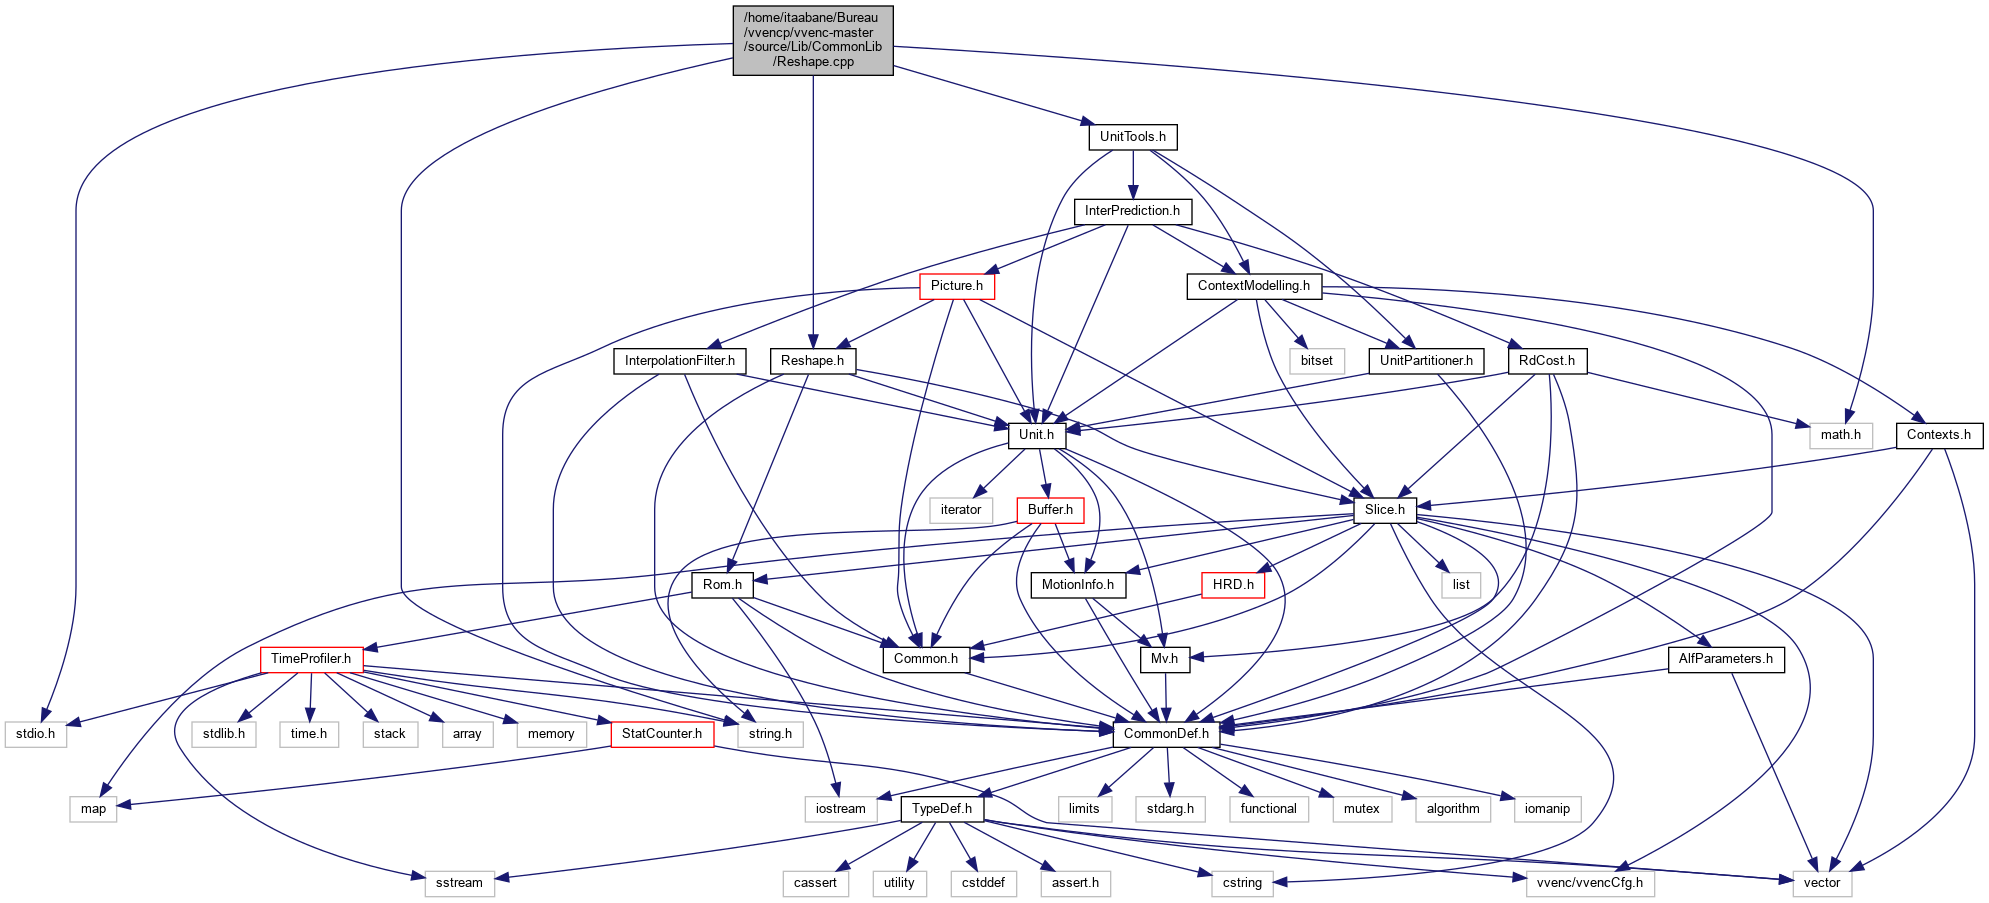 /home/itaabane/Bureau
/vvencp/vvenc-master
/source/Lib/CommonLib
/Reshape.cpp
UnitTools.h
InterPrediction.h
Picture.h
ContextModelling.h
InterpolationFilter.h
Reshape.h
bitset
UnitPartitioner.h
RdCost.h
Unit.h
math.h
Contexts.h
iterator
Buffer.h
Slice.h
Rom.h
MotionInfo.h
HRD.h
list
TimeProfiler.h
Common.h
Mv.h
AlfParameters.h
stdio.h
stdlib.h
time.h
stack
array
memory
StatCounter.h
string.h
CommonDef.h
map
iostream
TypeDef.h
limits
stdarg.h
functional
mutex
algorithm
iomanip
sstream
cassert
utility
cstddef
assert.h
cstring
vvenc/vvencCfg.h
vector